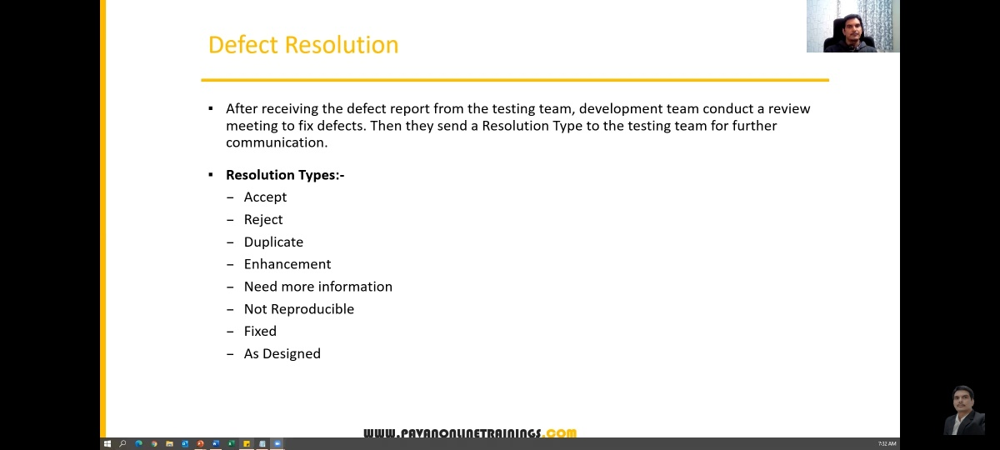 Defect Resolution
▪ After receiving the defect report from the testing team, development team conduct a review
meeting to fix defects. Then they send a Resolution Type to the testing team for further
communication.
▪ Resolution Types:-
– Accept
– Reject
– Duplicate
– Enhancement
– Need more information
– Not Reproducible
– Fixed
– As Designed
WWW.PAVANONLINETRAININGS.COM
7:32 AM